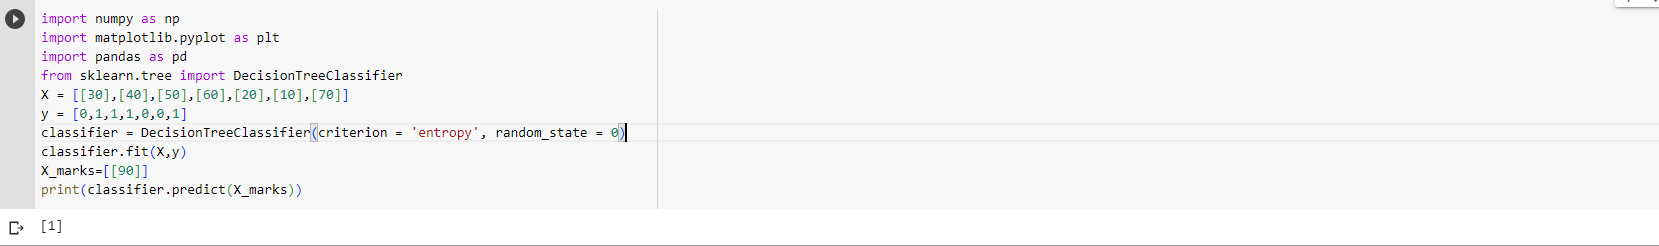 import numpy as np
import matplotlib.pyplot as plt
import pandas as pd
from sklearn.tree import DecisionTreeClassifier
X = [[30],[40],[50],[60],[20],[10],[70]]
y = [0,1,1,1,0,0,1]
classifier = DecisionTreeClassifier(criterion = 'entropy', random_state = 0)
classifier.fit(X,y)
X_marks=[[90]]
print(classifier.predict(X_marks))
[1]